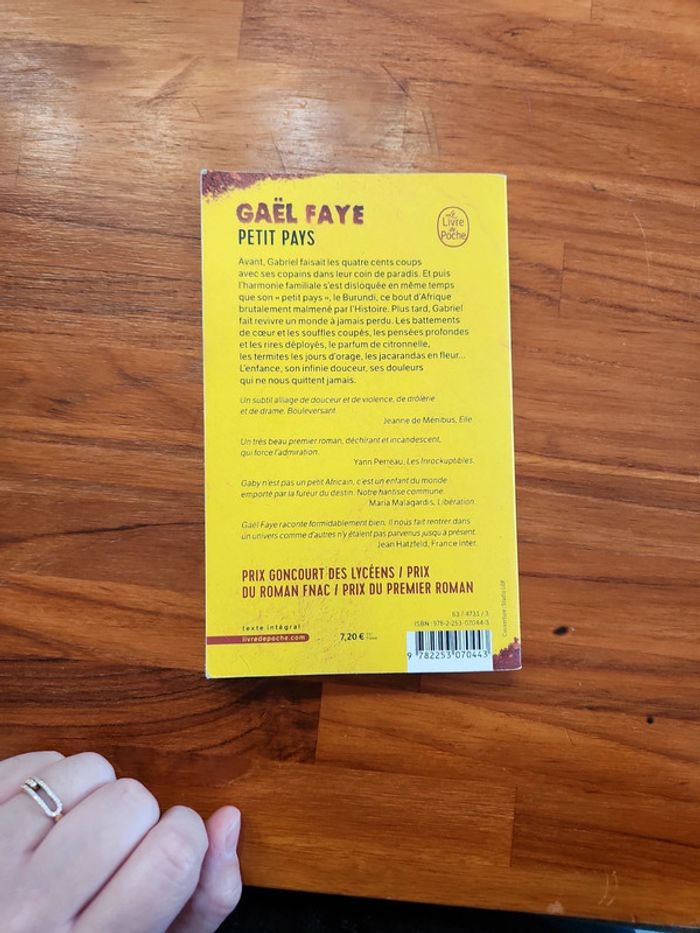 GAËL FAYE
PETIT PAYS
Le
Livre
de
Poche
Avant, Gabriel faisait les quatre cents coups
avec ses copains dans leur coin de paradis. Et puis
l'harmonie familiale s'est disloquée en même temps
que son « petit pays », le Burundi, ce bout d'Afrique
brutalement malmené par l'Histoire. Plus tard, Gabriel
fait revivre un monde à jamais perdu. Les battements
de cœur et les souffles coupés, les pensées profondes
et les rires déployés, le parfum de citronnelle,
les termites les jours d'orage, les jacarandas en fleur...
L'enfance, son infinie douceur, ses douleurs
qui ne nous quittent jamais.
Un subtil alliage de douceur et de violence, de drôlerie
et de drame. Bouleversant.
Jeanne de Ménibus, Elle.
Un très beau premier roman, déchirant et incandescent,
qui force l'admiration.
Yann Perreau, Les Inrockuptibles.
Gaby n'est pas un petit Africain, c'est un enfant du monde
emporté par la fureur du destin. Notre hantise commune.
Maria Malagardis, Libération.
Gaël Faye raconte formidablement bien. Il nous fait rentrer dans
un univers comme d'autres n'y étaient pas parvenus jusqu'à présent.
Jean Hatzfeld, France Inter.
PRIX GONCOURT DES LYCÉENS / PRIX
DU ROMAN FNAC / PRIX DU PREMIER ROMAN
texte intégral
livredepoche.com
7,20 €
63 / 4733 / 3
ISBN : 978-2-253-07044-3
9 782253 070443
Couverture : Studio LGF